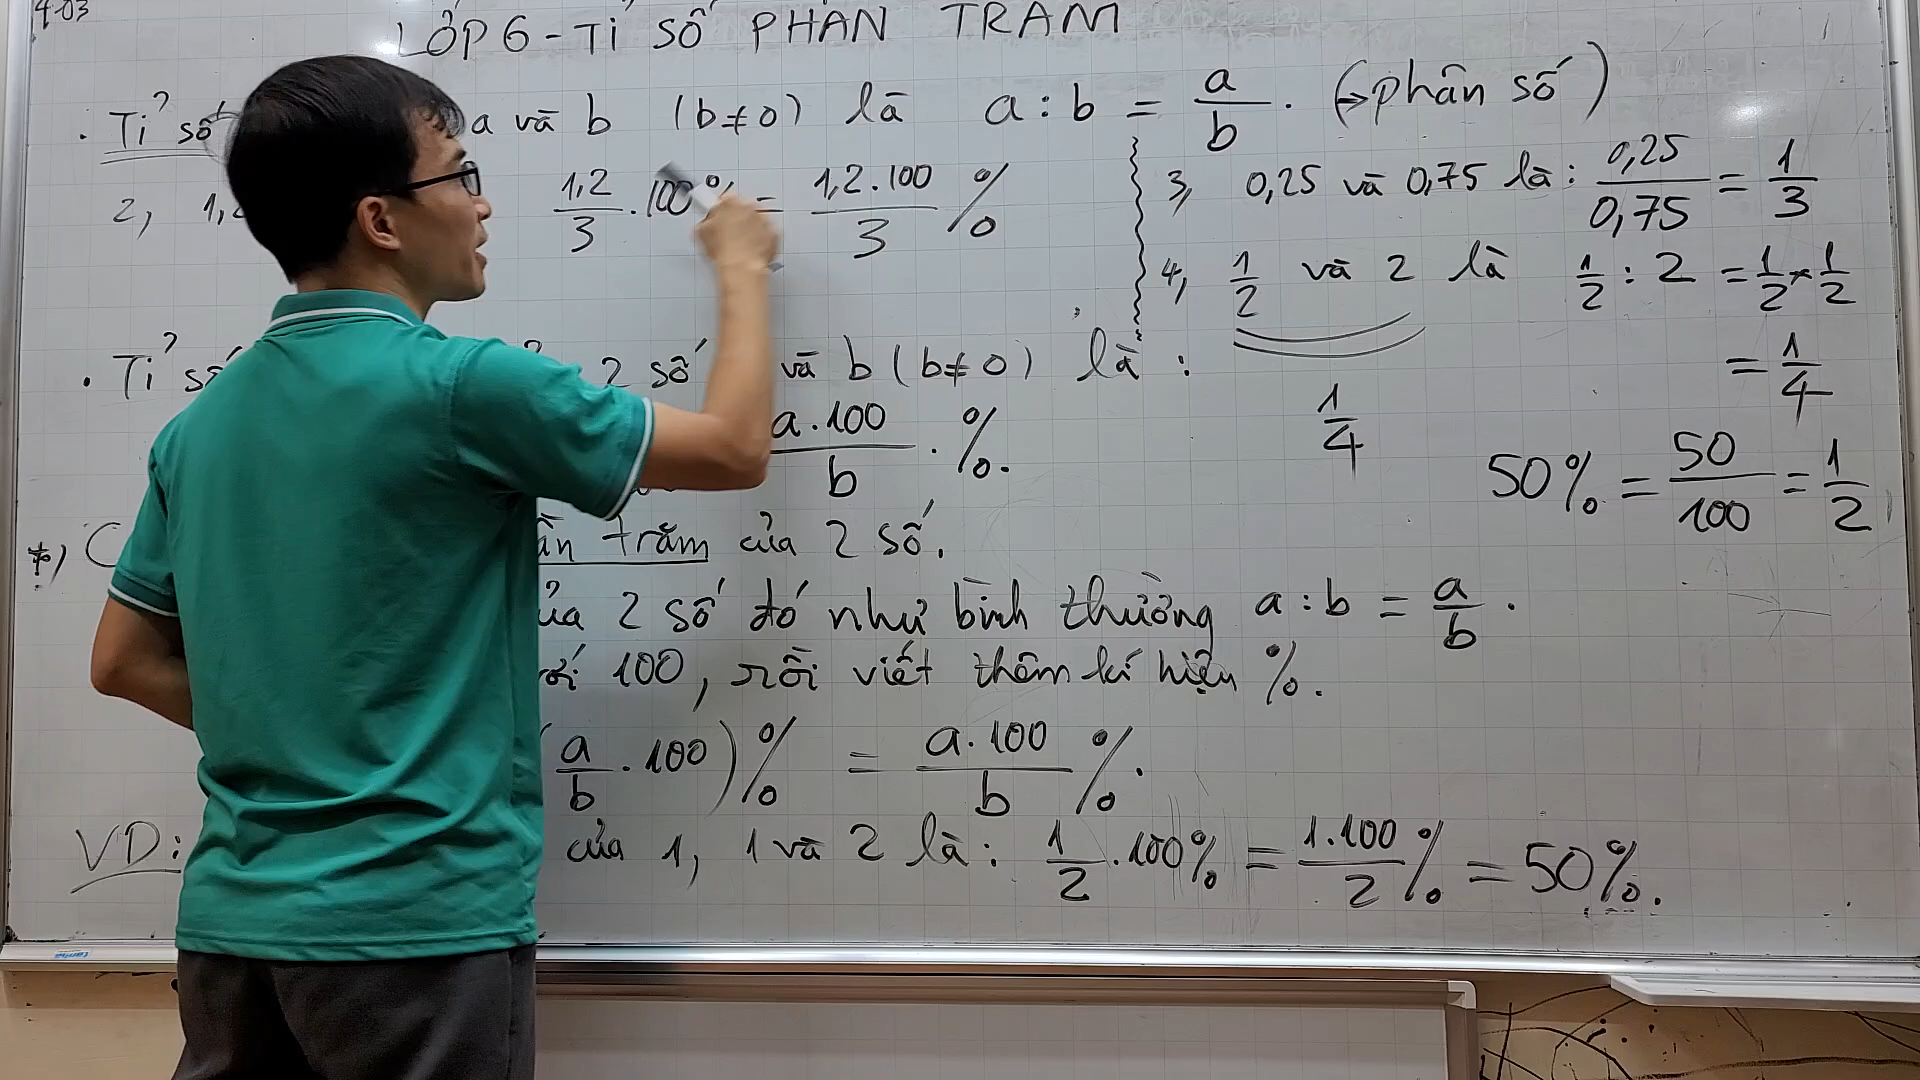 4.03
LỚP 6 - TỈ SỐ PHẦN TRĂM
. Tỉ số a và b (b≠0) là a : b = a/b . (→phân số)
2, 1,2 1,2/3 . 100% = 1,2.100/3 %
3, 0,25 và 0,75 là: 0,25/0,75 = 1/3
4, 1/2 và 2 là 1/2 : 2 = 1/2 × 1/2
= 1/4
. Tỉ số 2 số và b (b≠0) là :
a.100/b . %.
1/4
50% = 50/100 = 1/2
*) C ần trăm của 2 số.
ủa 2 số đó như bình thường a : b = a/b .
với 100, rồi viết thêm kí hiệu %.
(a/b . 100)% = a.100/b %.
VD: của 1, 1 và 2 là: 1/2 . 100% = 1.100/2 % = 50%.